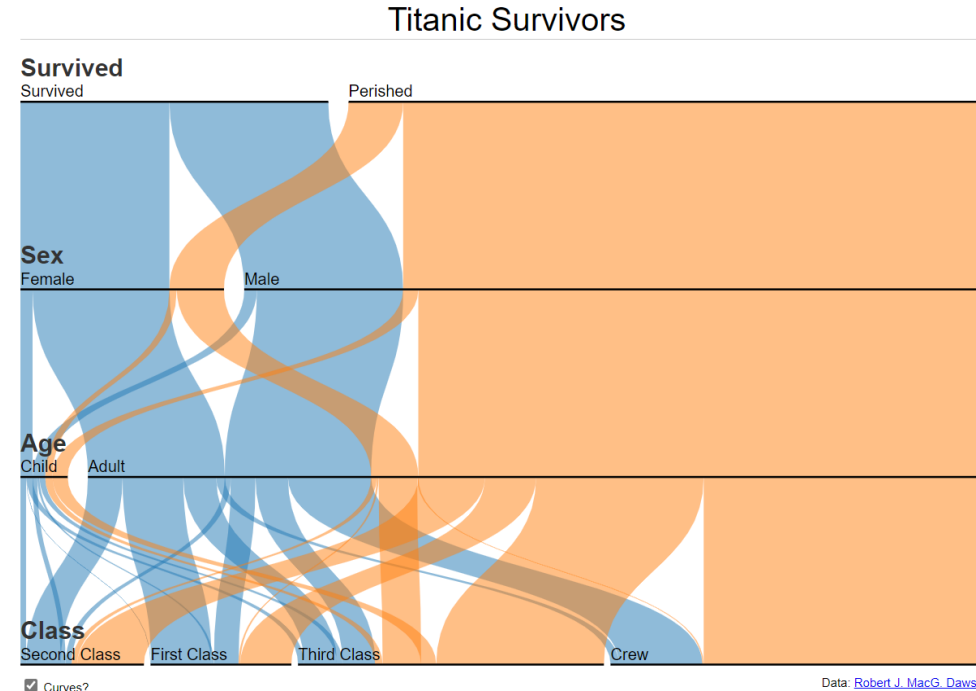 Titanic Survivors
Survived
Survived Perished
Sex
Female Male
Age
Child Adult
Class
Second Class First Class Third Class Crew
Curves? Data: Robert J. MacG. Daws